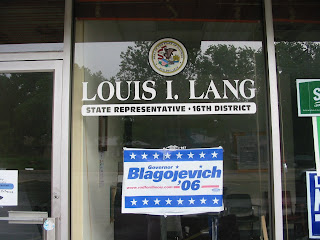 LOUIS I. LANG
STATE REPRESENTATIVE • 16TH DISTRICT
Governor
Blagojevich
'06